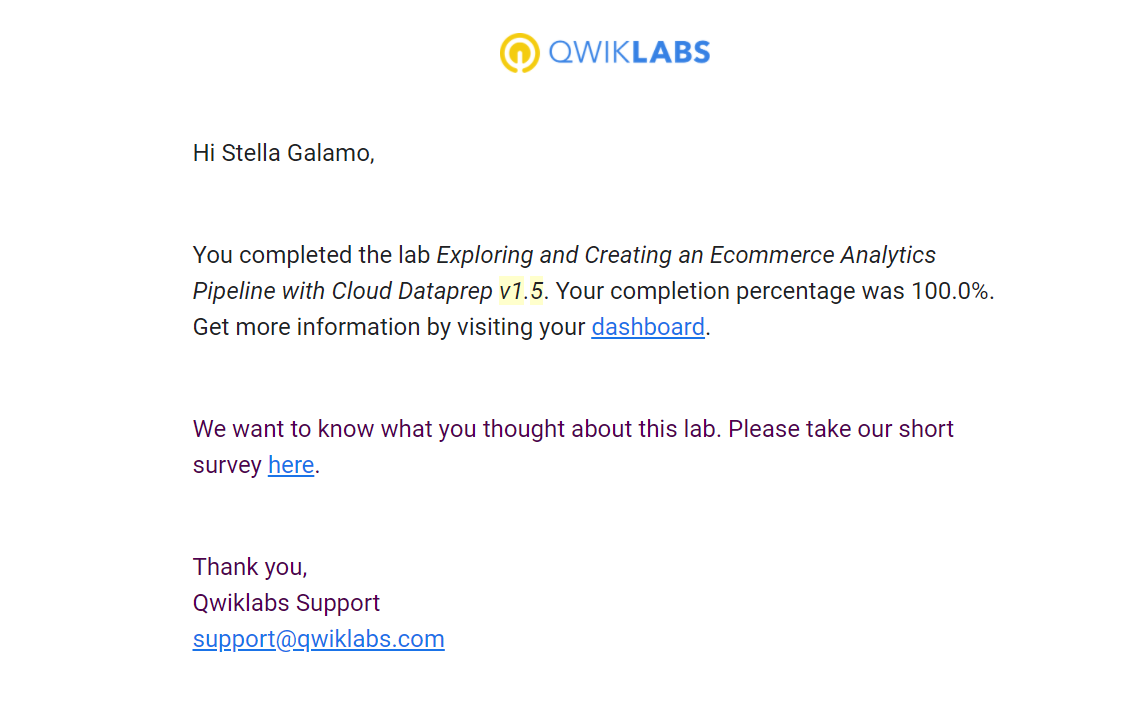 QWIKLABS
Hi Stella Galamo,
You completed the lab Exploring and Creating an Ecommerce Analytics
Pipeline with Cloud Dataprep v1.5. Your completion percentage was 100.0%.
Get more information by visiting your dashboard.
We want to know what you thought about this lab. Please take our short
survey here.
Thank you,
Qwiklabs Support
support@qwiklabs.com